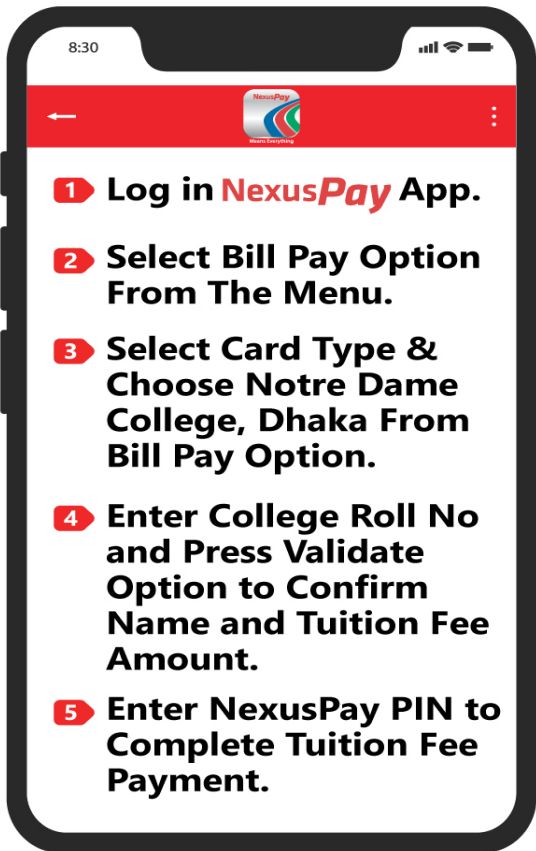 8:30
NexusPay
Means Everything
1 Log in NexusPay App.
2 Select Bill Pay Option
From The Menu.
3 Select Card Type &
Choose Notre Dame
College, Dhaka From
Bill Pay Option.
4 Enter College Roll No
and Press Validate
Option to Confirm
Name and Tuition Fee
Amount.
5 Enter NexusPay PIN to
Complete Tuition Fee
Payment.